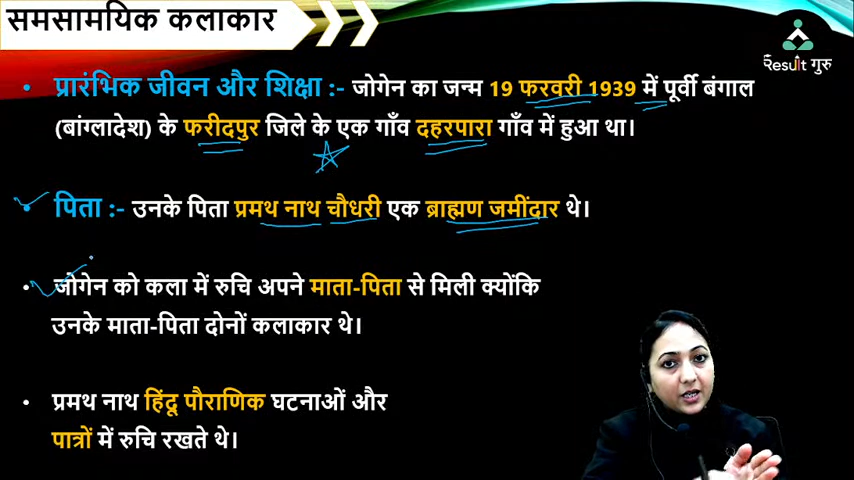 समसामयिक कलाकार
Result गुरु
• प्रारंभिक जीवन और शिक्षा :- जोगेन का जन्म 19 फरवरी 1939 में पूर्वी बंगाल
(बांग्लादेश) के फरीदपुर जिले के एक गाँव दहरपारा गाँव में हुआ था।
• पिता :- उनके पिता प्रमथ नाथ चौधरी एक ब्राह्मण जमींदार थे।
• जोगेन को कला में रुचि अपने माता-पिता से मिली क्योंकि
उनके माता-पिता दोनों कलाकार थे।
• प्रमथ नाथ हिंदू पौराणिक घटनाओं और
पात्रों में रुचि रखते थे।